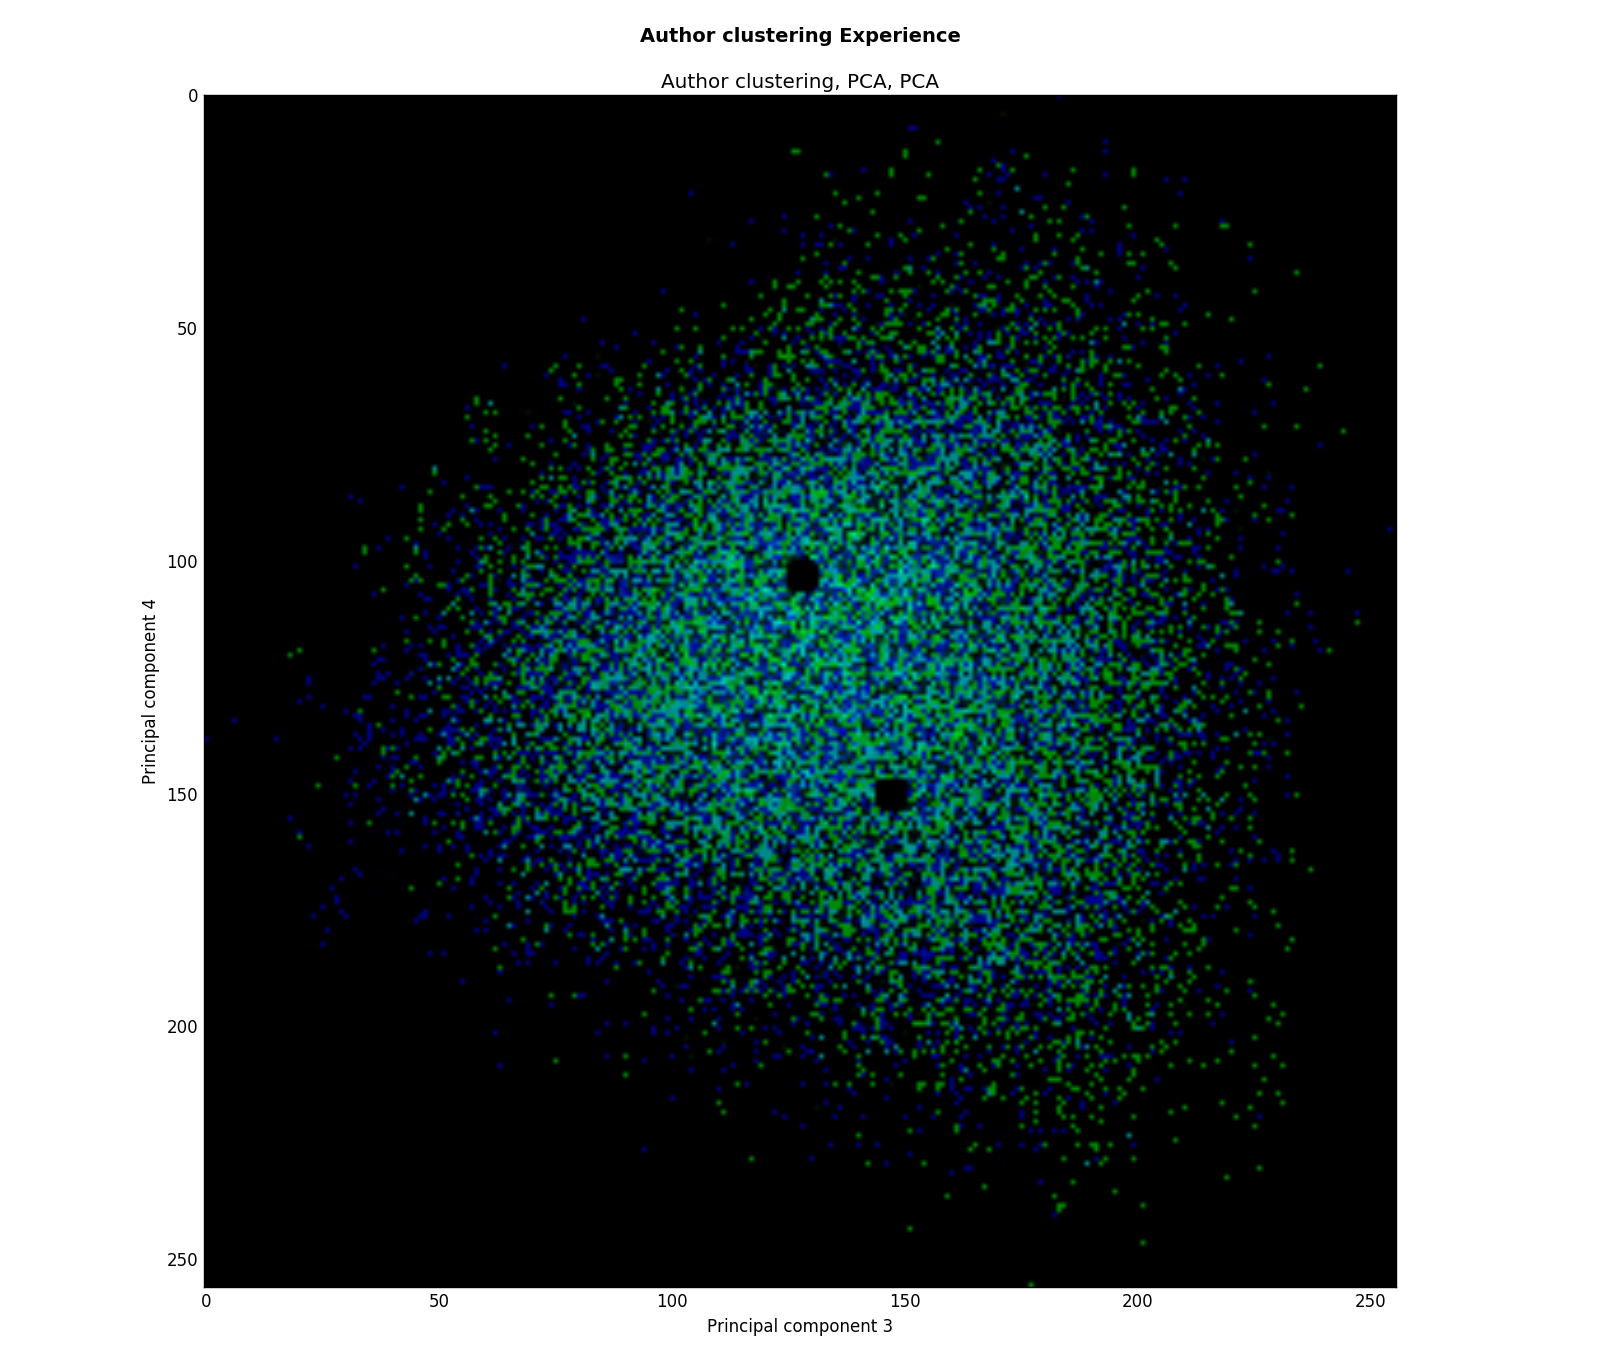 Author clustering Experience
Author clustering, PCA, PCA
0
50
100
150
200
250
Principal component 4
0 50 100 150 200 250
Principal component 3